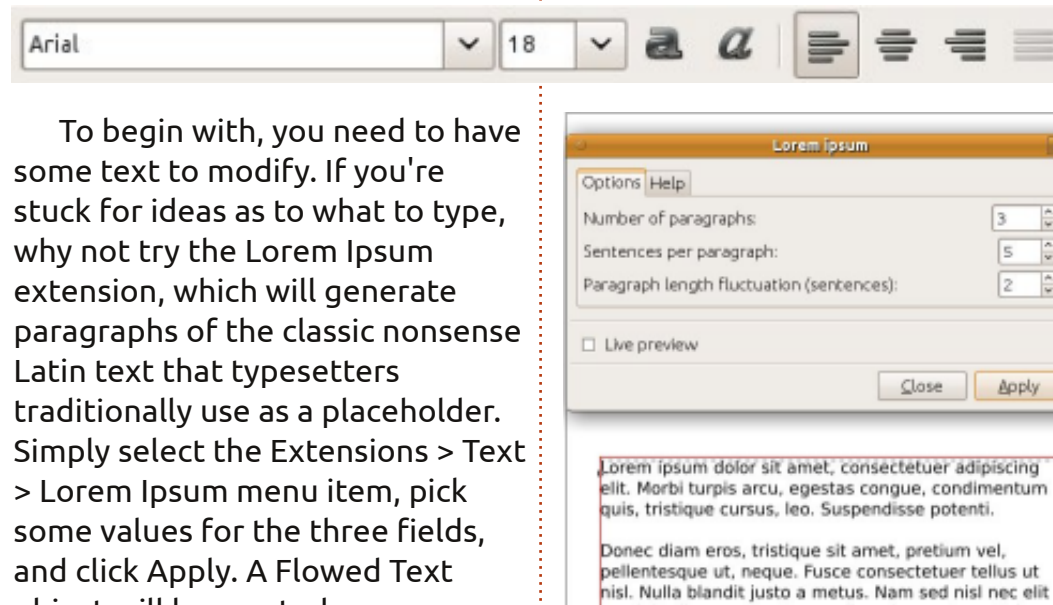 Arial 18
To begin with, you need to have
some text to modify. If you're
stuck for ideas as to what to type,
why not try the Lorem Ipsum
extension, which will generate
paragraphs of the classic nonsense
Latin text that typesetters
traditionally use as a placeholder.
Simply select the Extensions > Text
> Lorem Ipsum menu item, pick
some values for the three fields,
and click Apply. A Flowed Text
Lorem ipsum
Options Help
Number of paragraphs: 3
Sentences per paragraph: 5
Paragraph length fluctuation (sentences): 2
Live preview
Close Apply
Lorem ipsum dolor sit amet, consectetuer adipiscing
elit. Morbi turpis arcu, egestas congue, condimentum
quis, tristique cursus, leo. Suspendisse potenti.
Donec diam eros, tristique sit amet, pretium vel,
pellentesque ut, neque. Fusce consectetuer tellus ut
nisl. Nulla blandit justo a metus. Nam sed nisl nec elit